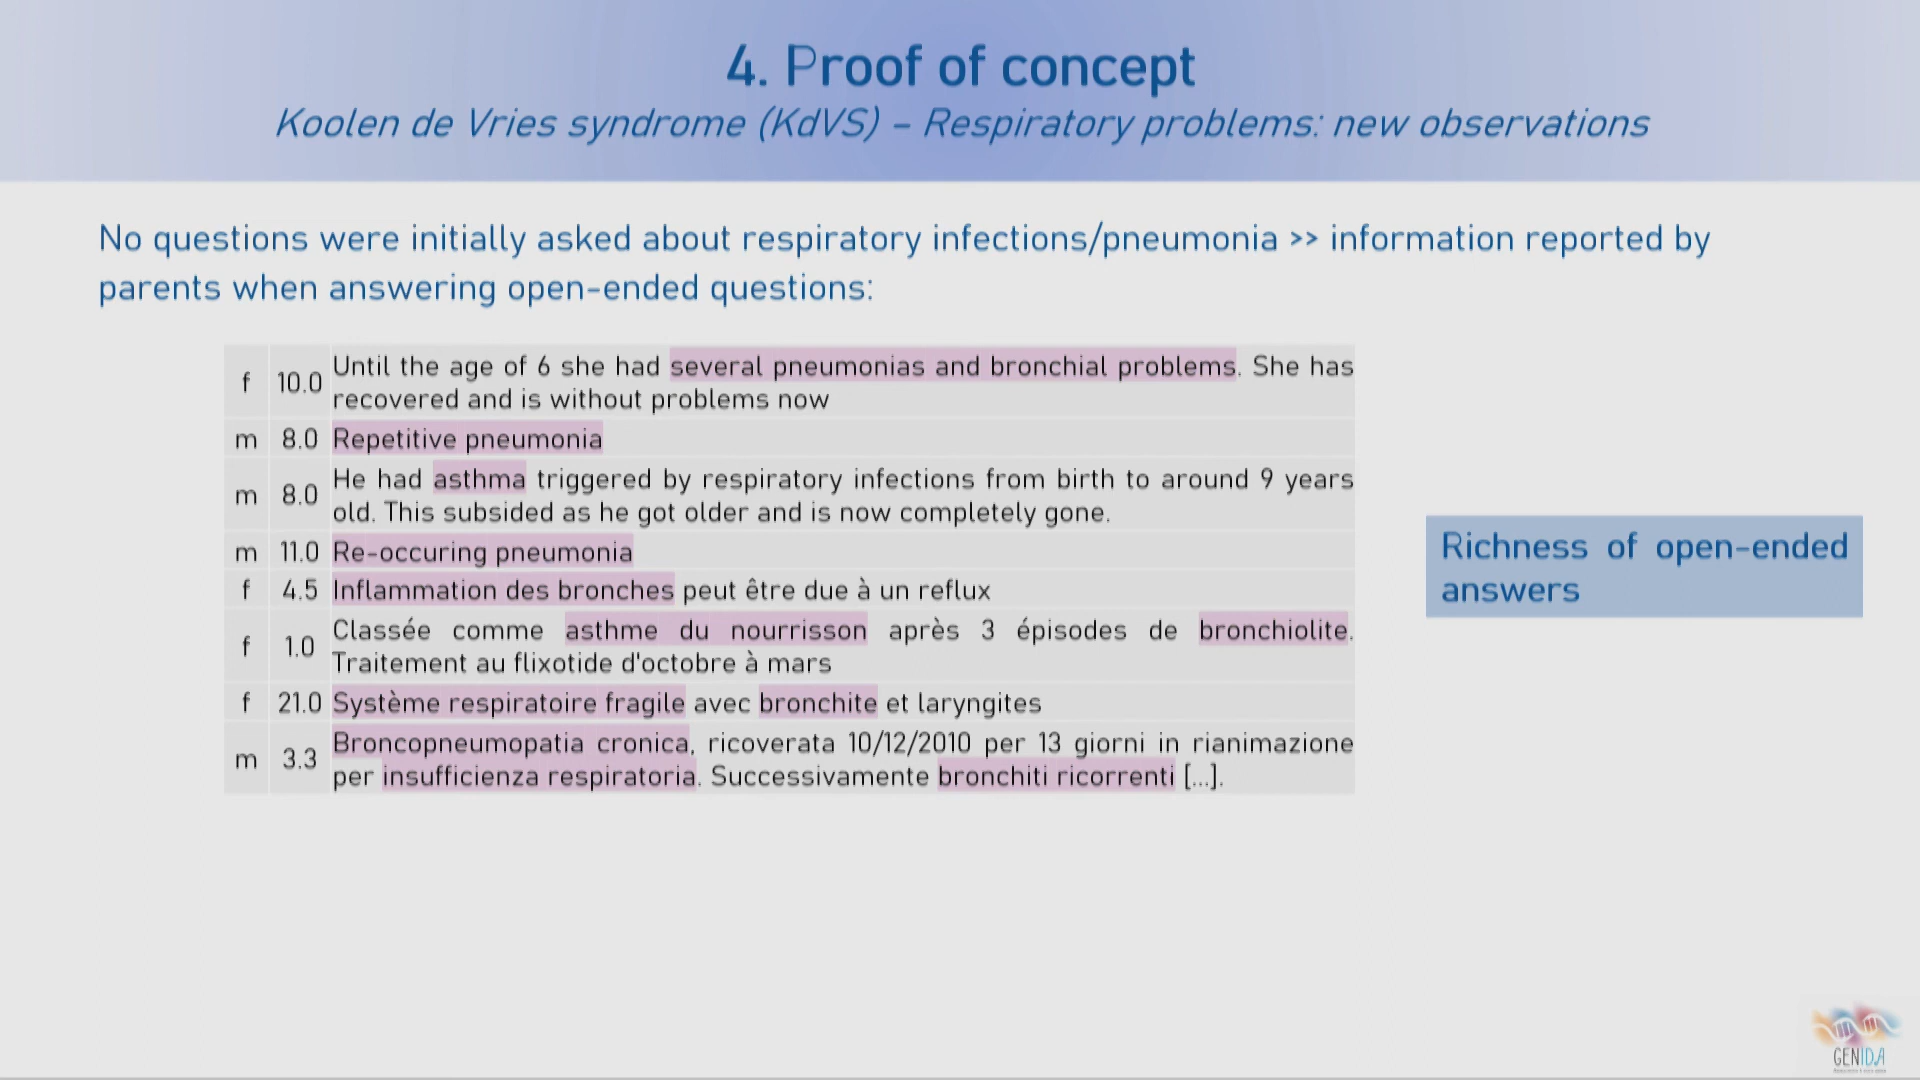 4. Proof of concept
Koolen de Vries syndrome (KdVS) – Respiratory problems: new observations
No questions were initially asked about respiratory infections/pneumonia >> information reported by
parents when answering open-ended questions:
f 10.0 Until the age of 6 she had several pneumonias and bronchial problems. She has
recovered and is without problems now
m 8.0 Repetitive pneumonia
m 8.0 He had asthma triggered by respiratory infections from birth to around 9 years
old. This subsided as he got older and is now completely gone.
m 11.0 Re-occuring pneumonia
f 4.5 Inflammation des bronches peut être due à un reflux
f 1.0 Classée comme asthme du nourrisson après 3 épisodes de bronchiolite.
Traitement au flixotide d'octobre à mars
f 21.0 Système respiratoire fragile avec bronchite et laryngites
m 3.3 Broncopneumopatia cronica, ricoverata 10/12/2010 per 13 giorni in rianimazione
per insufficienza respiratoria. Successivamente bronchiti ricorrenti [...].
Richness of open-ended
answers
GENIDA